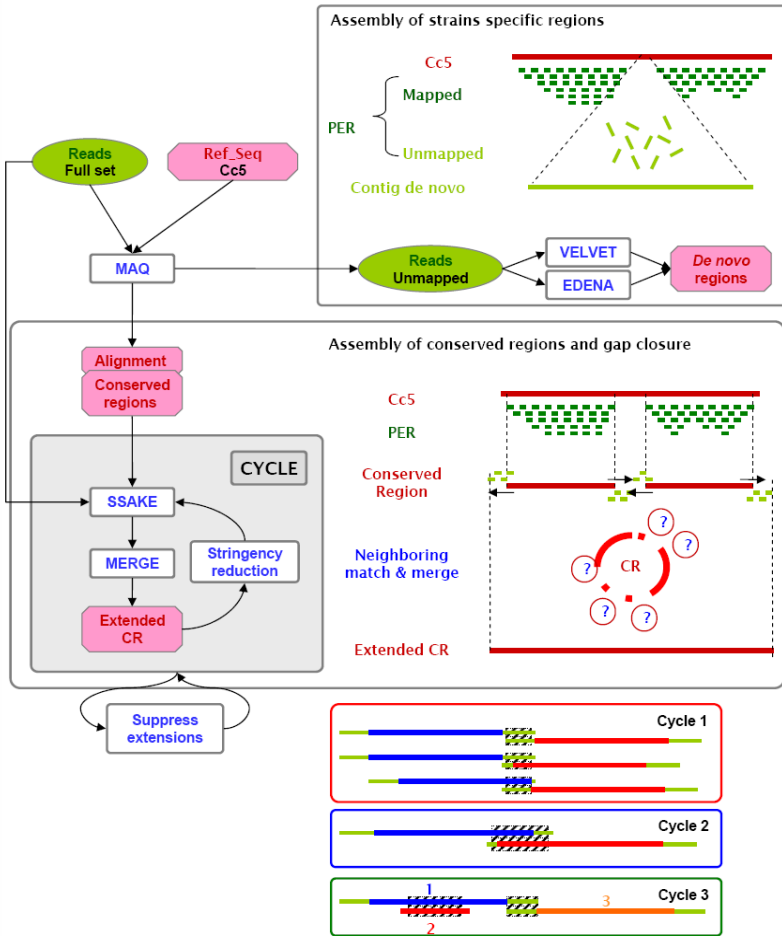 Assembly of strains specific regions
Cc5
Mapped
PER
Unmapped
Contig de novo
Reads
Full set
Ref_Seq
Cc5
MAQ
Reads
Unmapped
VELVET
EDENA
De novo
regions
Assembly of conserved regions and gap closure
Alignment
Conserved
regions
Cc5
PER
CYCLE
SSAKE
MERGE
Stringency
reduction
Extended
CR
Conserved
Region
Neighboring
match & merge
CR
?
?
?
?
?
Extended CR
Suppress
extensions
Cycle 1
Cycle 2
Cycle 3
1
2
3